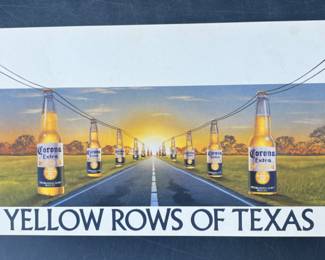 Corona
Extra
Corona
Extra
YELLOW ROWS OF TEXAS